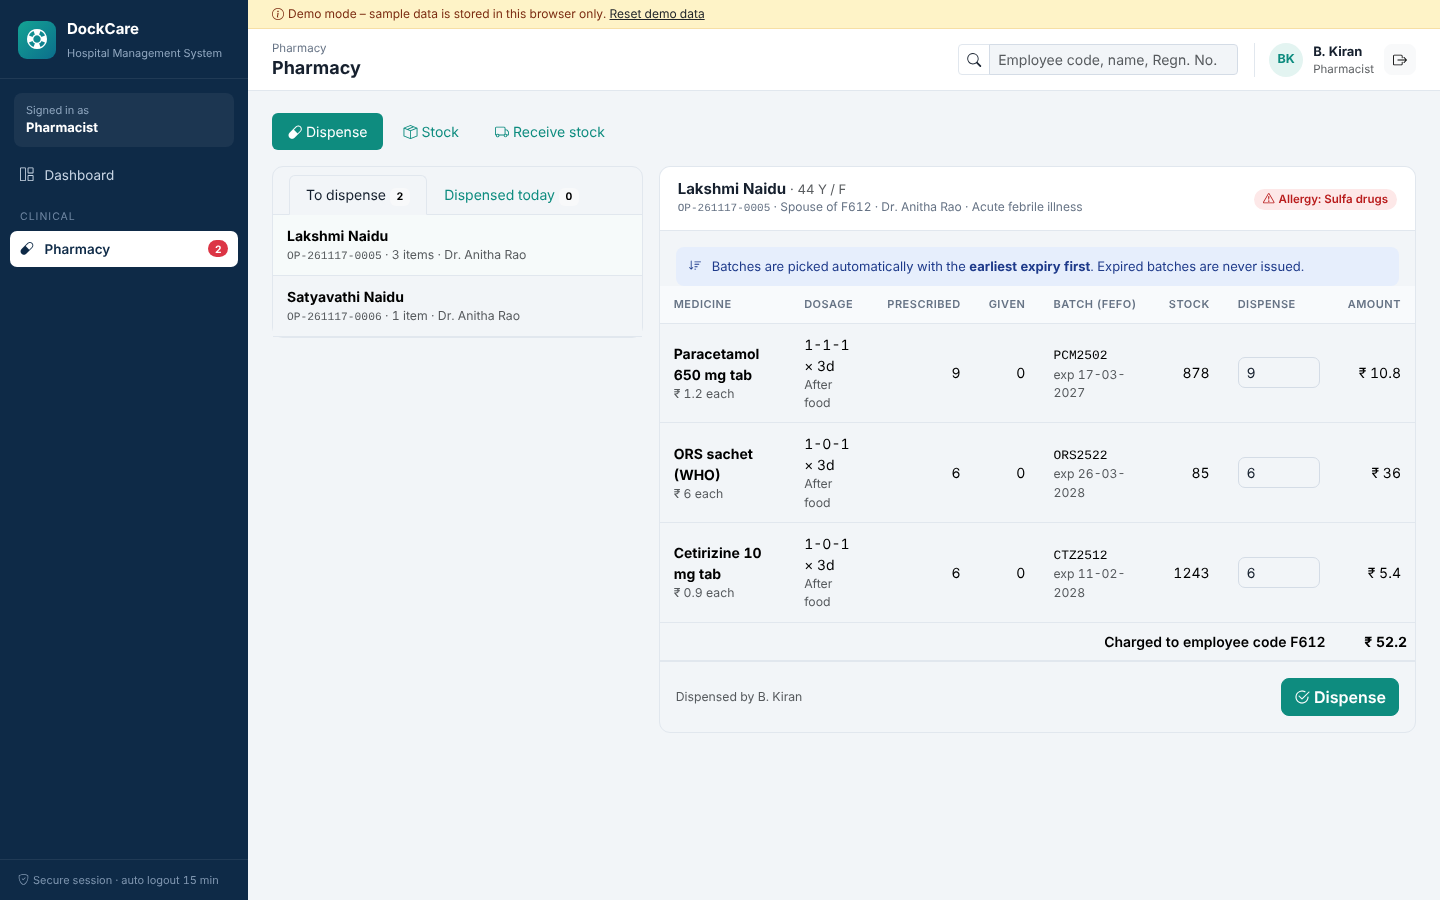 DockCare
Hospital Management System
Signed in as
Pharmacist
Dashboard
CLINICAL
Pharmacy 2
Secure session · auto logout 15 min
Demo mode – sample data is stored in this browser only. Reset demo data
Pharmacy
Pharmacy
Employee code, name, Regn. No.
BK
B. Kiran
Pharmacist
Dispense
Stock
Receive stock
To dispense 2
Dispensed today 0
Lakshmi Naidu
OP-261117-0005 · 3 items · Dr. Anitha Rao
Satyavathi Naidu
OP-261117-0006 · 1 item · Dr. Anitha Rao
Lakshmi Naidu · 44 Y / F
OP-261117-0005 · Spouse of F612 · Dr. Anitha Rao · Acute febrile illness
Allergy: Sulfa drugs
Batches are picked automatically with the earliest expiry first. Expired batches are never issued.
MEDICINE DOSAGE PRESCRIBED GIVEN BATCH (FEFO) STOCK DISPENSE AMOUNT
Paracetamol
650 mg tab
₹ 1.2 each
1-1-1
× 3d
After
food
9
0
PCM2502
exp 17-03-
2027
878
9
₹ 10.8
ORS sachet
(WHO)
₹ 6 each
1-0-1
× 3d
After
food
6
0
ORS2522
exp 26-03-
2028
85
6
₹ 36
Cetirizine 10
mg tab
₹ 0.9 each
1-0-1
× 3d
After
food
6
0
CTZ2512
exp 11-02-
2028
1243
6
₹ 5.4
Charged to employee code F612 ₹ 52.2
Dispensed by B. Kiran
Dispense